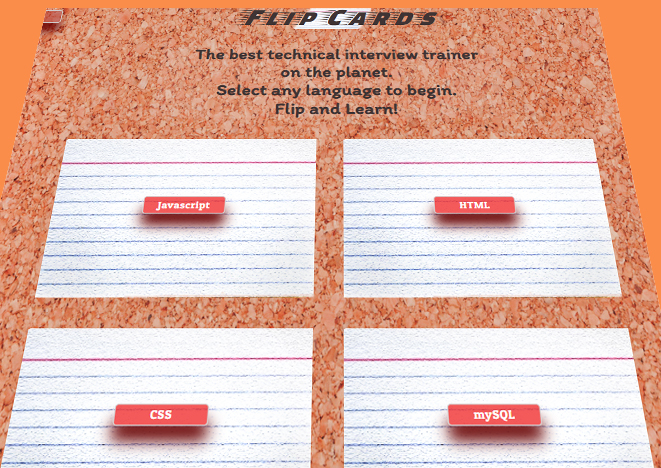 Flip Cards
The best technical interview trainer
on the planet.
Select any language to begin.
Flip and Learn!
Javascript
HTML
CSS
mySQL